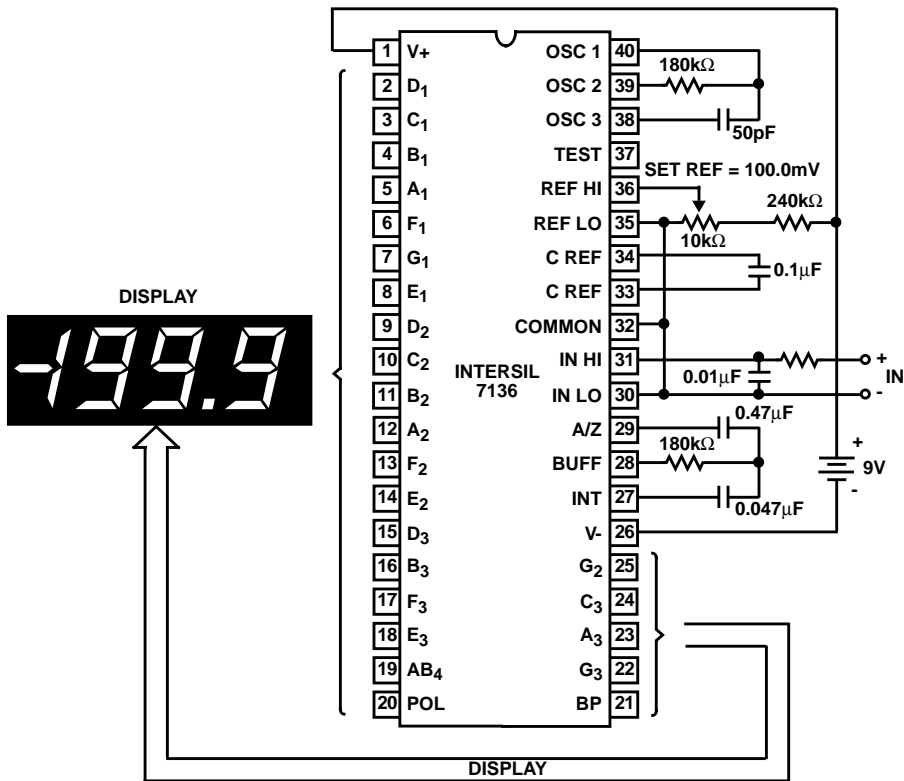 DISPLAY
-199.9
1 V+
2 D1
3 C1
4 B1
5 A1
6 F1
7 G1
8 E1
9 D2
10 C2
11 B2
12 A2
13 F2
14 E2
15 D3
16 B3
17 F3
18 E3
19 AB4
20 POL
INTERSIL
7136
OSC 1 40
OSC 2 39
OSC 3 38
TEST 37
REF HI 36
REF LO 35
C REF 34
C REF 33
COMMON 32
IN HI 31
IN LO 30
A/Z 29
BUFF 28
INT 27
V- 26
G2 25
C3 24
A3 23
G3 22
BP 21
180kΩ
50pF
SET REF = 100.0mV
240kΩ
10kΩ
0.1µF
0.01µF
+
IN
-
0.47µF
180kΩ
0.047µF
+
9V
-
DISPLAY